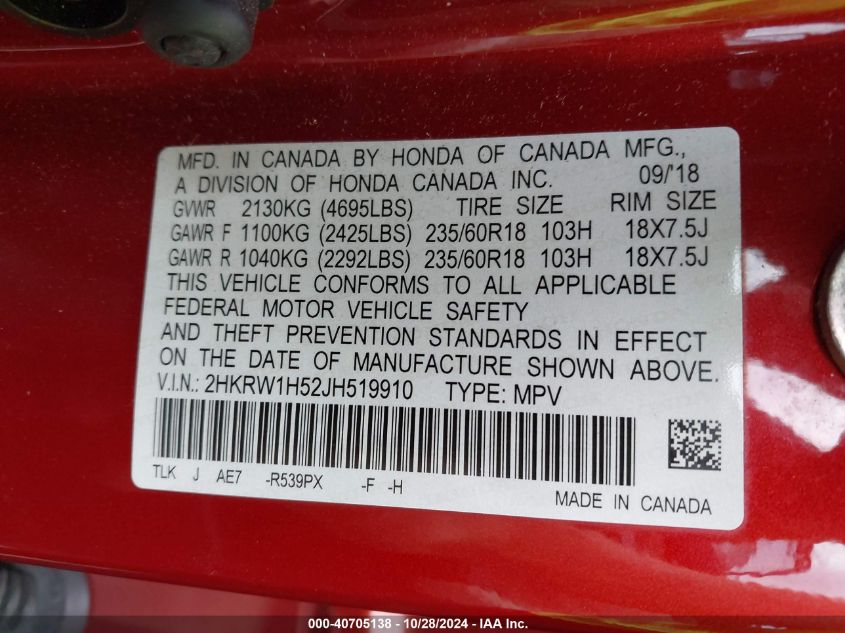 MFD. IN CANADA BY HONDA OF CANADA MFG.,
A DIVISION OF HONDA CANADA INC. 09/'18
GVWR 2130KG (4695LBS) TIRE SIZE RIM SIZE
GAWR F 1100KG (2425LBS) 235/60R18 103H 18X7.5J
GAWR R 1040KG (2292LBS) 235/60R18 103H 18X7.5J
THIS VEHICLE CONFORMS TO ALL APPLICABLE
FEDERAL MOTOR VEHICLE SAFETY
AND THEFT PREVENTION STANDARDS IN EFFECT
ON THE DATE OF MANUFACTURE SHOWN ABOVE.
V.I.N.: 2HKRW1H52JH519910 TYPE: MPV
TLK J AE7 -R539PX -F -H
MADE IN CANADA
000-40705138 - 10/28/2024 - IAA Inc.